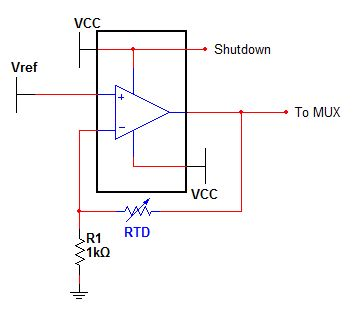 VCC
Shutdown
Vref
+
−
To MUX
VCC
RTD
R1
1kΩ